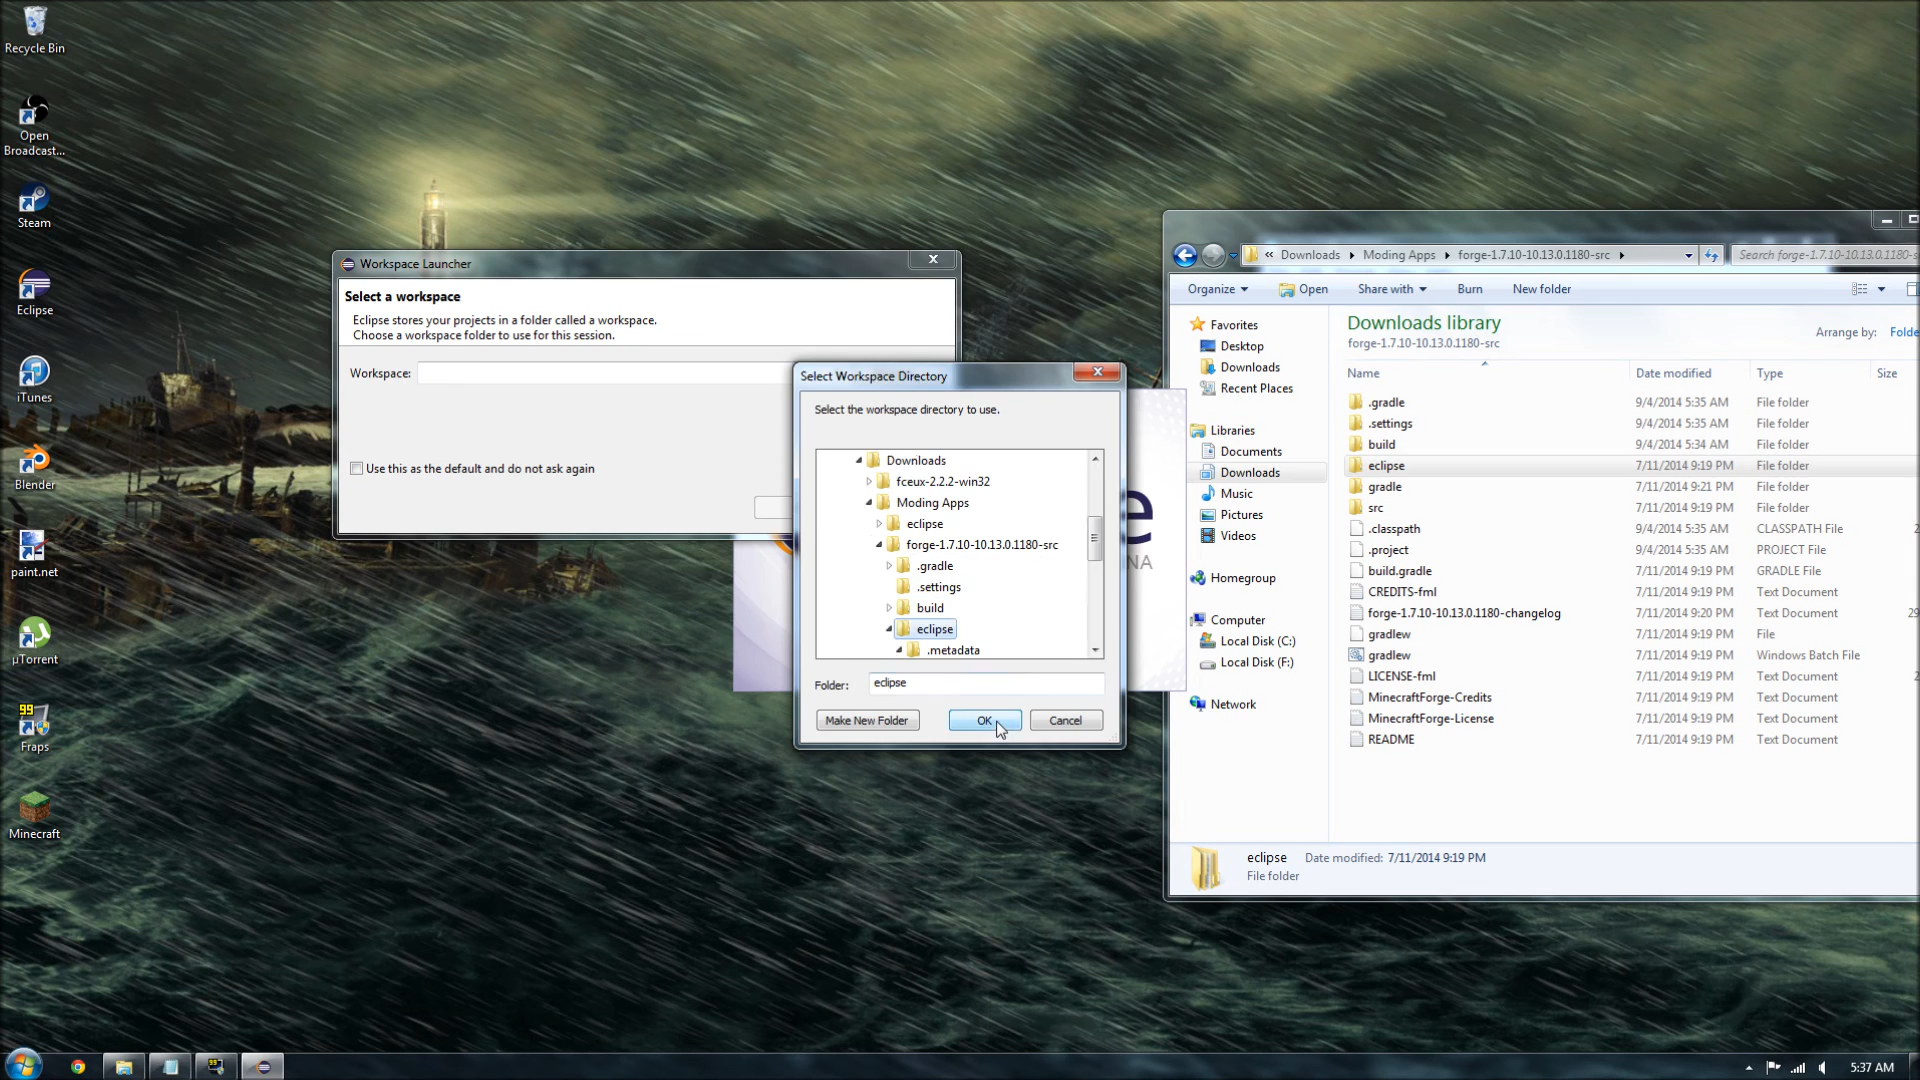 Recycle Bin
Open
Broadcast...
Steam
Eclipse
iTunes
Blender
paint.net
µTorrent
99
Fraps
Minecraft
Workspace Launcher
Select a workspace
Eclipse stores your projects in a folder called a workspace.
Choose a workspace folder to use for this session.
Workspace:
Use this as the default and do not ask again
Select Workspace Directory
Select the workspace directory to use.
Downloads
fceux-2.2.2-win32
Moding Apps
eclipse
forge-1.7.10-10.13.0.1180-src
.gradle
.settings
build
eclipse
.metadata
Folder: eclipse
Make New Folder OK Cancel
« Downloads Moding Apps forge-1.7.10-10.13.0.1180-src
Search forge-1.7.10-10.13.0.1180-s
Organize Open Share with Burn New folder
Favorites
Desktop
Downloads
Recent Places
Libraries
Documents
Downloads
Music
Pictures
Videos
Homegroup
Computer
Local Disk (C:)
Local Disk (F:)
Network
Downloads library
forge-1.7.10-10.13.0.1180-src
Arrange by: Folde
Name Date modified Type Size
.gradle 9/4/2014 5:35 AM File folder
.settings 9/4/2014 5:35 AM File folder
build 9/4/2014 5:34 AM File folder
eclipse 7/11/2014 9:19 PM File folder
gradle 7/11/2014 9:21 PM File folder
src 7/11/2014 9:19 PM File folder
.classpath 9/4/2014 5:35 AM CLASSPATH File 2
.project 9/4/2014 5:35 AM PROJECT File
build.gradle 7/11/2014 9:19 PM GRADLE File
CREDITS-fml 7/11/2014 9:19 PM Text Document
forge-1.7.10-10.13.0.1180-changelog 7/11/2014 9:20 PM Text Document 29
gradlew 7/11/2014 9:19 PM File
gradlew 7/11/2014 9:19 PM Windows Batch File
LICENSE-fml 7/11/2014 9:19 PM Text Document
MinecraftForge-Credits 7/11/2014 9:19 PM Text Document
MinecraftForge-License 7/11/2014 9:19 PM Text Document
README 7/11/2014 9:19 PM Text Document
eclipse Date modified: 7/11/2014 9:19 PM
File folder
e
NA
99
5:37 AM